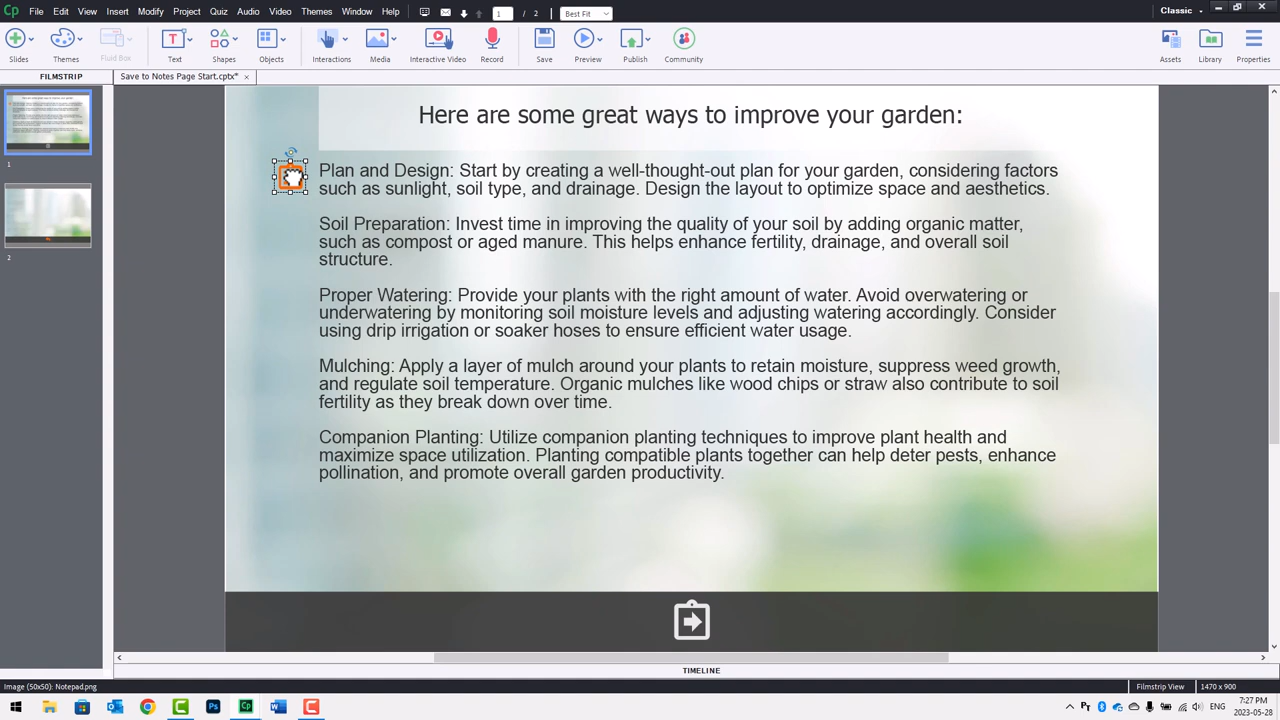 Cp File Edit View Insert Modify Project Quiz Audio Video Themes Window Help 1 / 2 Best Fit Classic
Slides Themes Fluid Box Text Shapes Objects Interactions Media Interactive Video Record Save Preview Publish Community Assets Library Properties
FILMSTRIP Save to Notes Page Start.cptx* ×
Here are some great ways to improve your garden:
Plan and Design: Start by creating a well-thought-out plan for your garden, considering factors
such as sunlight, soil type, and drainage. Design the layout to optimize space and aesthetics.
Soil Preparation: Invest time in improving the quality of your soil by adding organic matter,
such as compost or aged manure. This helps enhance fertility, drainage, and overall soil
structure.
Proper Watering: Provide your plants with the right amount of water. Avoid overwatering or
underwatering by monitoring soil moisture levels and adjusting watering accordingly. Consider
using drip irrigation or soaker hoses to ensure efficient water usage.
Mulching: Apply a layer of mulch around your plants to retain moisture, suppress weed growth,
and regulate soil temperature. Organic mulches like wood chips or straw also contribute to soil
fertility as they break down over time.
Companion Planting: Utilize companion planting techniques to improve plant health and
maximize space utilization. Planting compatible plants together can help deter pests, enhance
pollination, and promote overall garden productivity.
1
2
TIMELINE
Image (50x50): Notepad.png Filmstrip View 1470 x 900
Ps Cp ENG 7:27 PM
2023-05-28